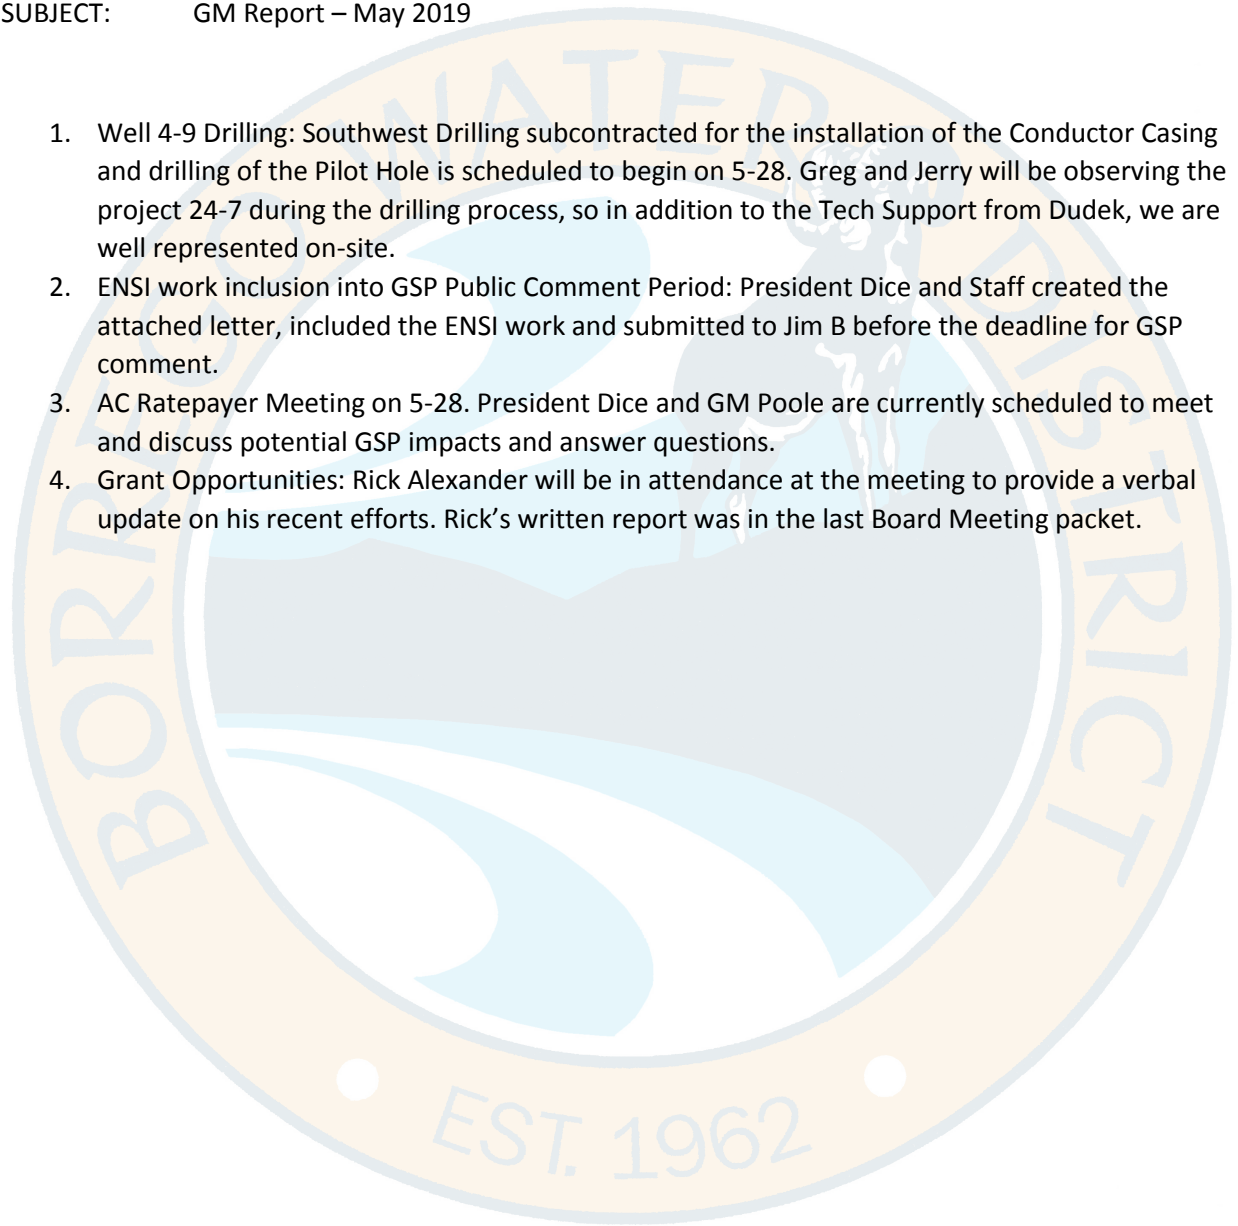 SUBJECT: GM Report – May 2019
1. Well 4-9 Drilling: Southwest Drilling subcontracted for the installation of the Conductor Casing
and drilling of the Pilot Hole is scheduled to begin on 5-28. Greg and Jerry will be observing the
project 24-7 during the drilling process, so in addition to the Tech Support from Dudek, we are
well represented on-site.
2. ENSI work inclusion into GSP Public Comment Period: President Dice and Staff created the
attached letter, included the ENSI work and submitted to Jim B before the deadline for GSP
comment.
3. AC Ratepayer Meeting on 5-28. President Dice and GM Poole are currently scheduled to meet
and discuss potential GSP impacts and answer questions.
4. Grant Opportunities: Rick Alexander will be in attendance at the meeting to provide a verbal
update on his recent efforts. Rick’s written report was in the last Board Meeting packet.
BORREGO WATER DISTRICT
EST. 1962